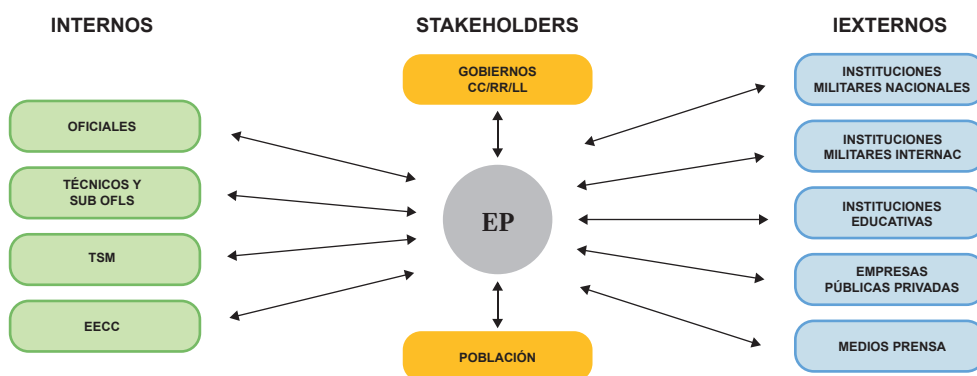 INTERNOS
STAKEHOLDERS
IEXTERNOS
OFICIALES
TÉCNICOS Y
SUB OFLS
TSM
EECC
GOBIERNOS
CC/RR/LL
EP
POBLACIÓN
INSTITUCIONES
MILITARES NACIONALES
INSTITUCIONES
MILITARES INTERNAC
INSTITUCIONES
EDUCATIVAS
EMPRESAS
PÚBLICAS PRIVADAS
MEDIOS PRENSA